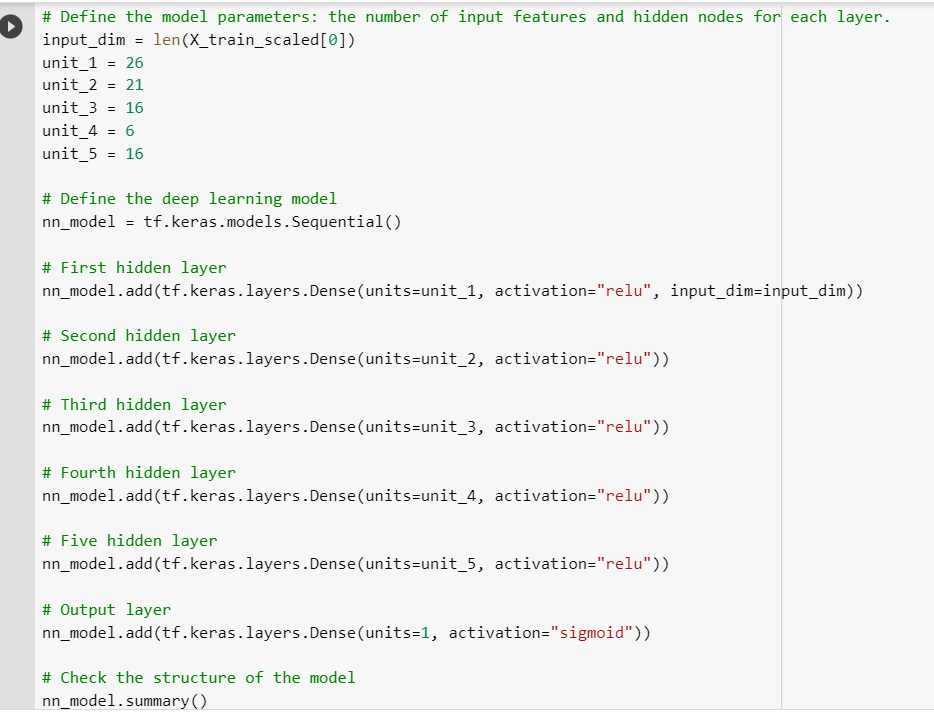 # Define the model parameters: the number of input features and hidden nodes for each layer.
input_dim = len(X_train_scaled[0])
unit_1 = 26
unit_2 = 21
unit_3 = 16
unit_4 = 6
unit_5 = 16
# Define the deep learning model
nn_model = tf.keras.models.Sequential()
# First hidden layer
nn_model.add(tf.keras.layers.Dense(units=unit_1, activation="relu", input_dim=input_dim))
# Second hidden layer
nn_model.add(tf.keras.layers.Dense(units=unit_2, activation="relu"))
# Third hidden layer
nn_model.add(tf.keras.layers.Dense(units=unit_3, activation="relu"))
# Fourth hidden layer
nn_model.add(tf.keras.layers.Dense(units=unit_4, activation="relu"))
# Five hidden layer
nn_model.add(tf.keras.layers.Dense(units=unit_5, activation="relu"))
# Output layer
nn_model.add(tf.keras.layers.Dense(units=1, activation="sigmoid"))
# Check the structure of the model
nn_model.summary()